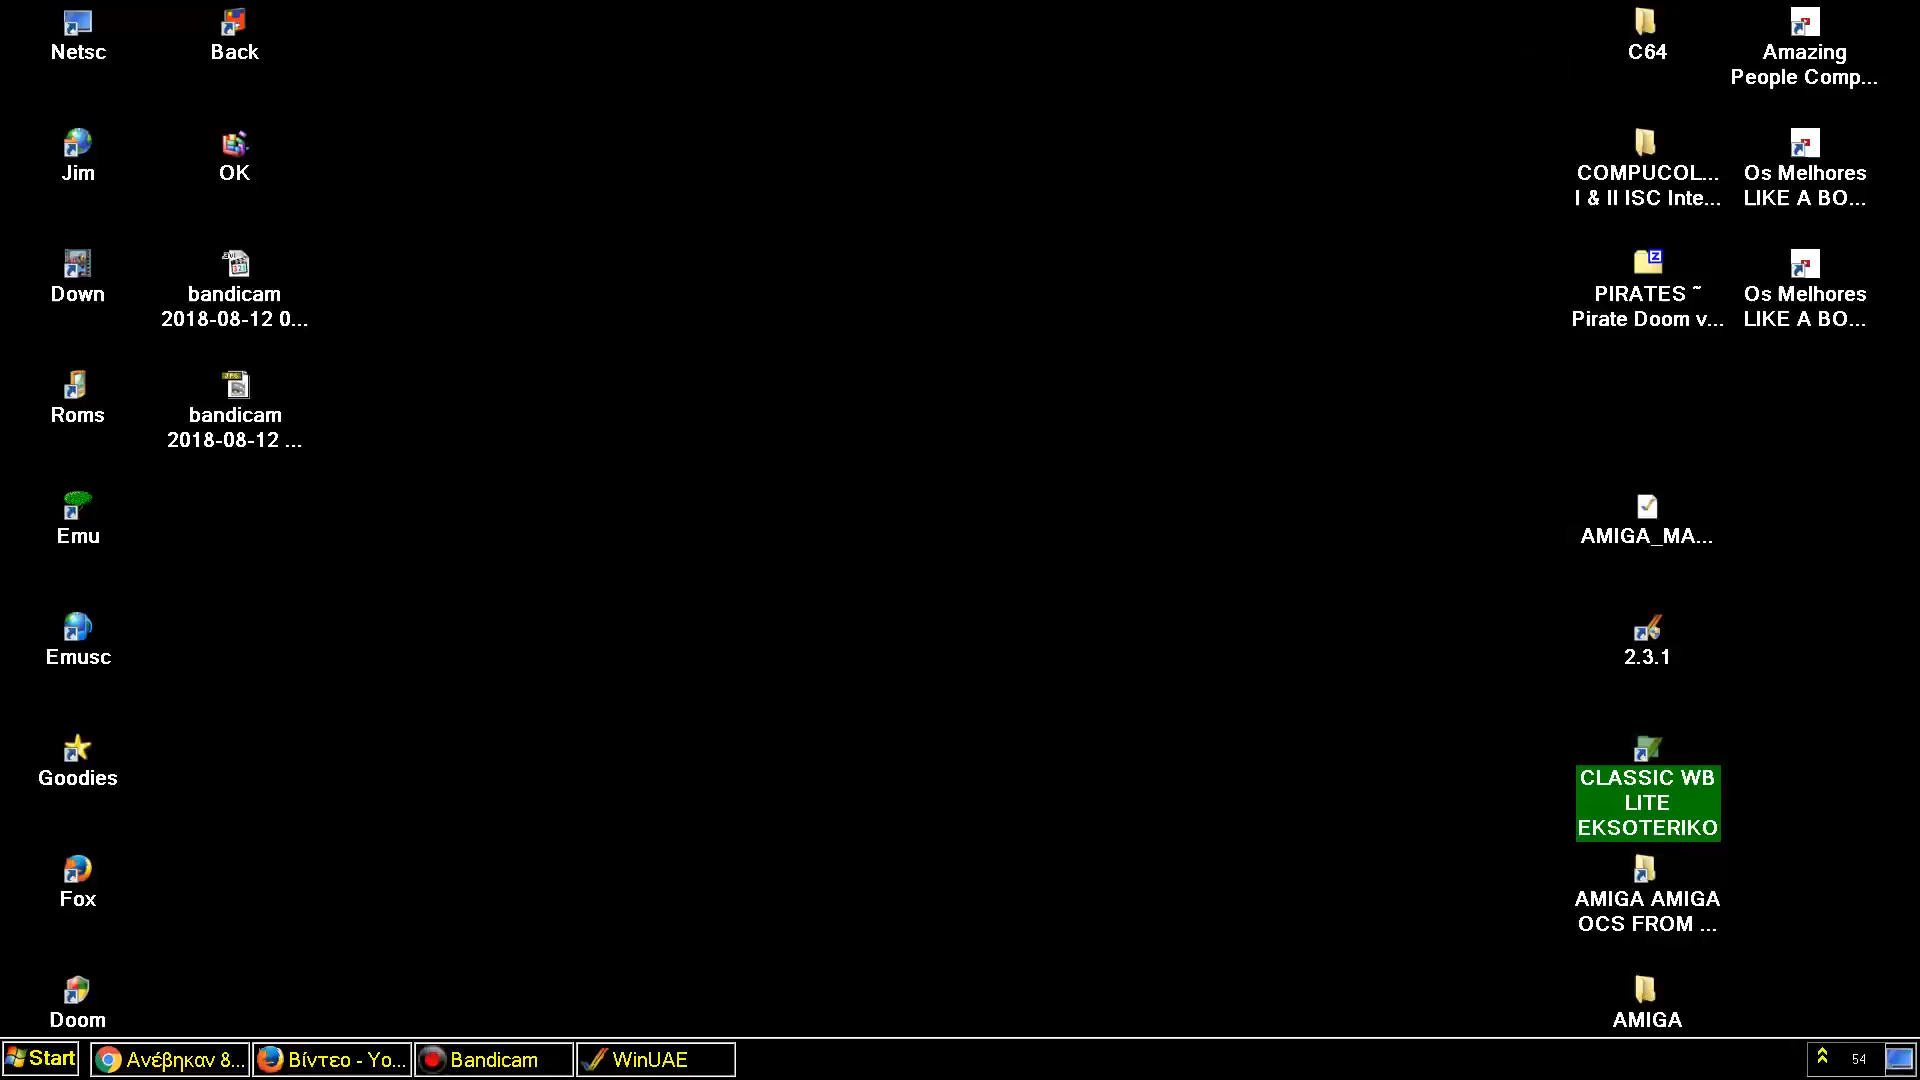 Netsc
Back
C64
Amazing
People Comp...
Jim
OK
COMPUCOL...
I & II ISC Inte...
Os Melhores
LIKE A BO...
Down
bandicam
2018-08-12 0...
PIRATES ~
Pirate Doom v...
Os Melhores
LIKE A BO...
Roms
bandicam
2018-08-12 ...
Emu
AMIGA_MA...
Emusc
2.3.1
Goodies
CLASSIC WB
LITE
EKSOTERIKO
Fox
AMIGA AMIGA
OCS FROM ...
Doom
AMIGA
Start
Ανέβηκαν 8...
Βίντεο - Yo...
Bandicam
WinUAE
54